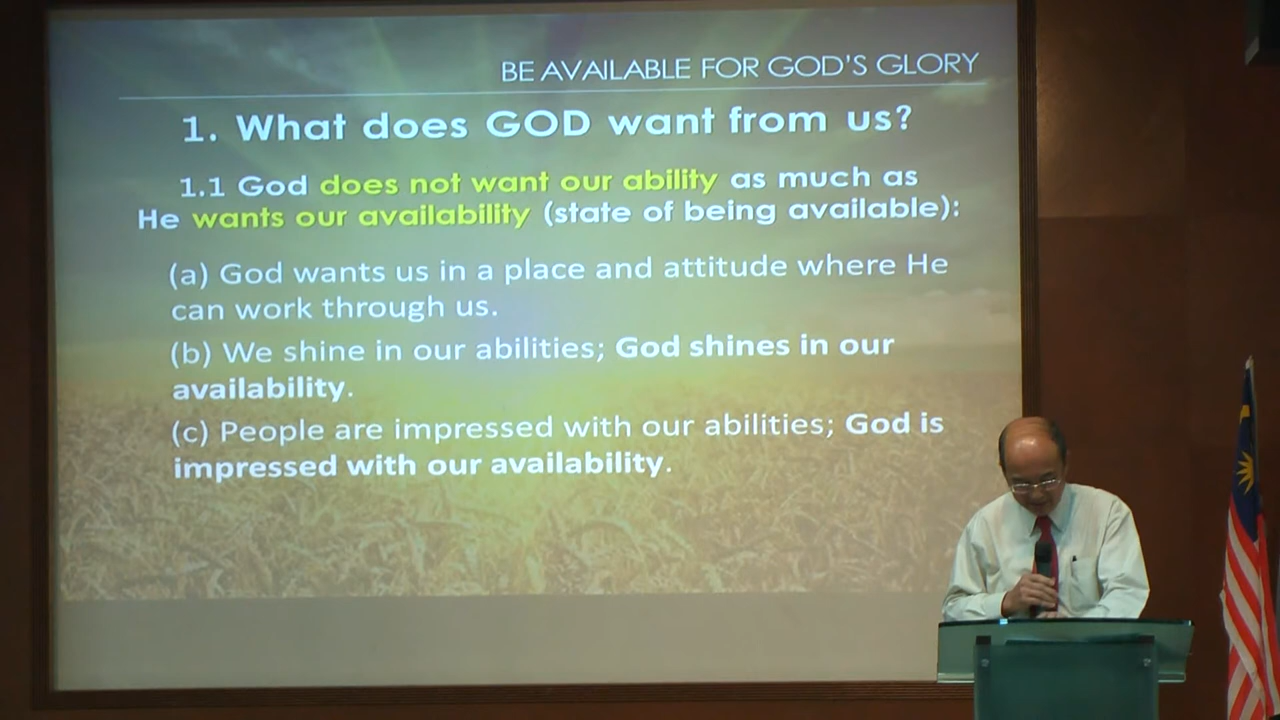 BE AVAILABLE FOR GOD'S GLORY
1. What does GOD want from us?
1.1 God does not want our ability as much as
He wants our availability (state of being available):
(a) God wants us in a place and attitude where He
can work through us.
(b) We shine in our abilities; God shines in our
availability.
(c) People are impressed with our abilities; God is
impressed with our availability.